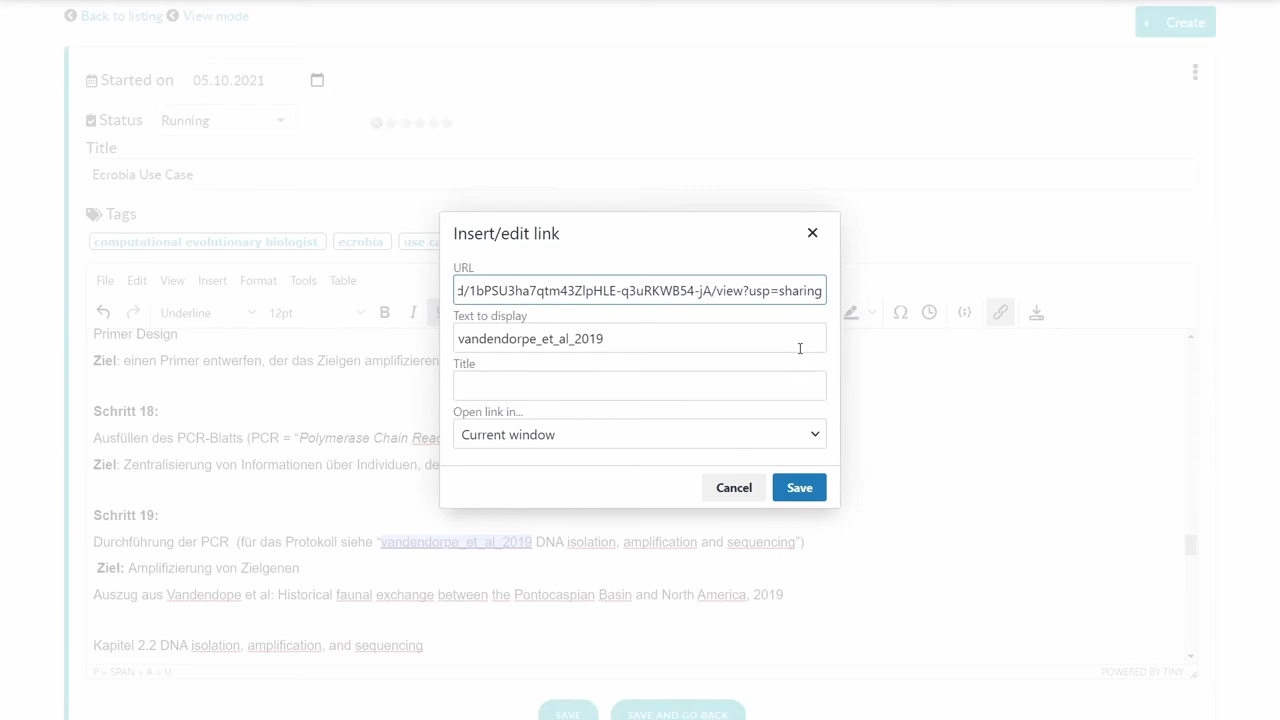 Back to listing View mode
Create
Started on 05.10.2021
Status Running
Title
Ecrobia Use Case
Tags
computational evolutionary biologist ecrobia use ca
File Edit View Insert Format Tools Table
Underline 12pt B I
Primer Design
Ziel: einen Primer entwerfen, der das Zielgen amplifizieren
Schritt 18:
Ausfüllen des PCR-Blatts (PCR = “Polymerase Chain Reac
Ziel: Zentralisierung von Informationen über Individuen, de
Schritt 19:
Durchführung der PCR (für das Protokoll siehe “vandendorpe_et_al_2019 DNA isolation, amplification and sequencing”)
Ziel: Amplifizierung von Zielgenen
Auszug aus Vandendope et al: Historical faunal exchange between the Pontocaspian Basin and North America, 2019
Kapitel 2.2 DNA isolation, amplification, and sequencing
P » SPAN » A » U
POWERED BY TINY
SAVE SAVE AND GO BACK
Insert/edit link
URL
d/1bPSU3ha7qtm43ZlpHLE-q3uRKWB54-jA/view?usp=sharing
Text to display
vandendorpe_et_al_2019
Title
Open link in...
Current window
Cancel Save